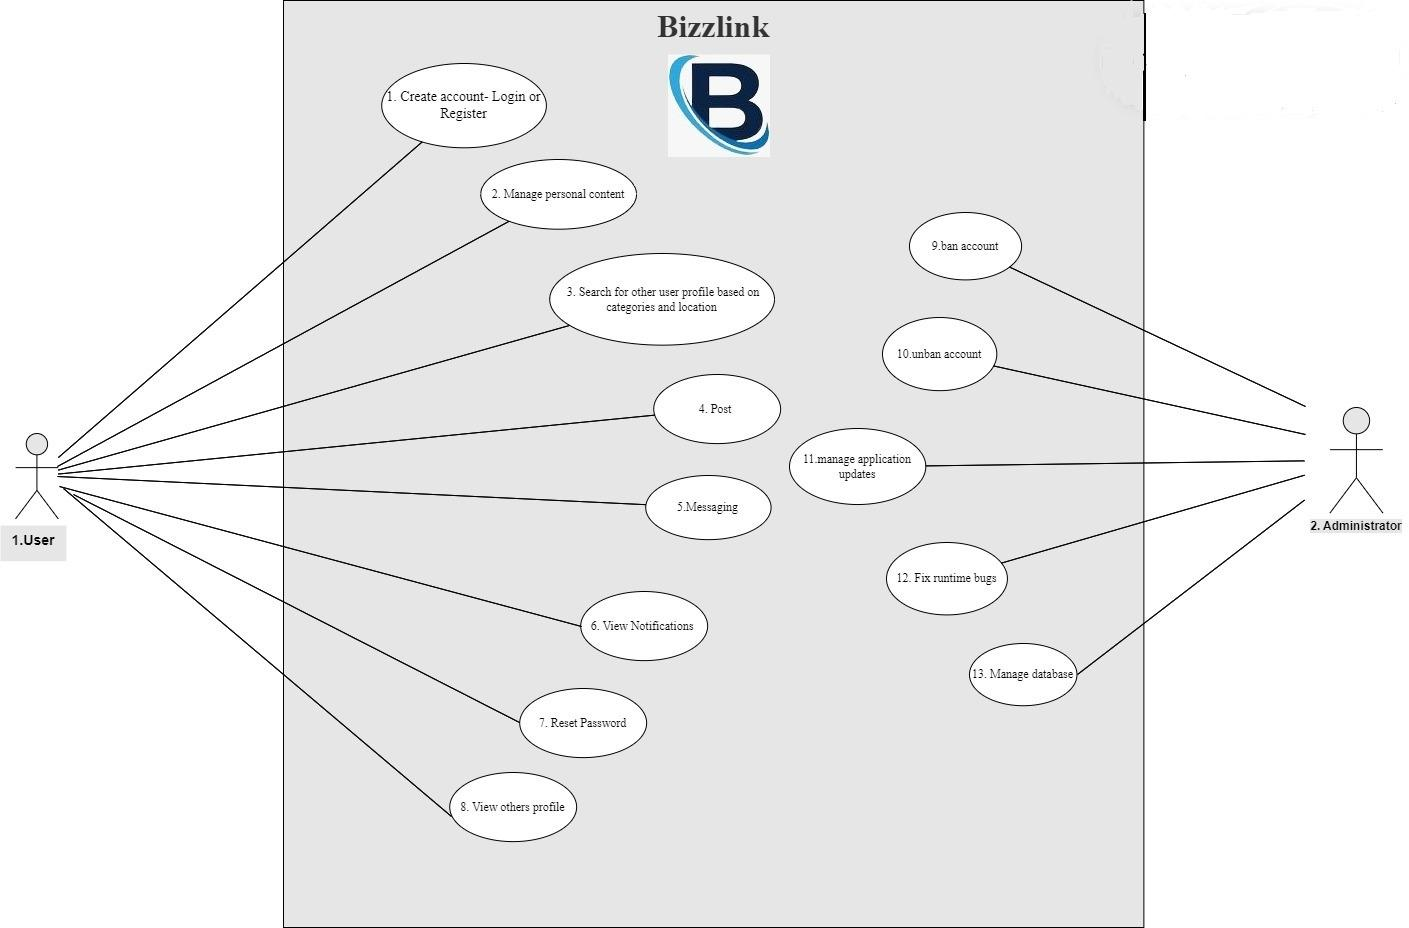 Bizzlink
B
1. Create account- Login or
Register
2. Manage personal content
3. Search for other user profile based on
categories and location
4. Post
5.Messaging
6. View Notifications
7. Reset Password
8. View others profile
9.ban account
10.unban account
11.manage application
updates
12. Fix runtime bugs
13. Manage database
1.User
2. Administrator